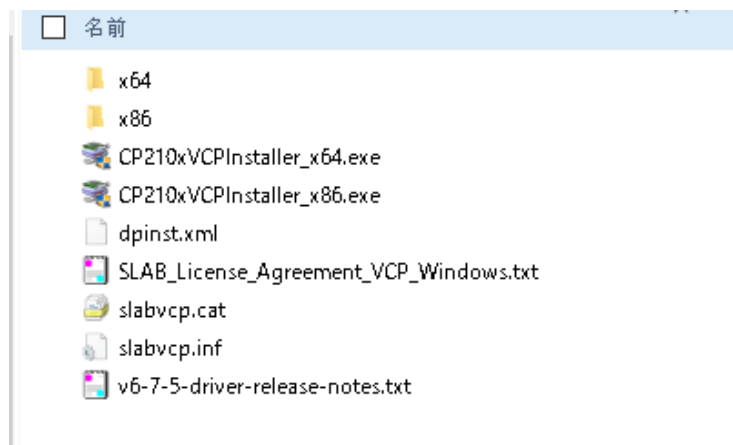 名前
x64
x86
CP210xVCPInstaller_x64.exe
CP210xVCPInstaller_x86.exe
dpinst.xml
SLAB_License_Agreement_VCP_Windows.txt
slabvcp.cat
slabvcp.inf
v6-7-5-driver-release-notes.txt